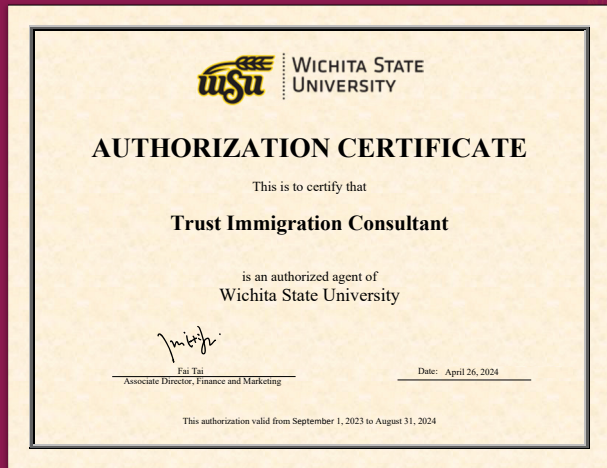 WSU
WICHITA STATE
UNIVERSITY
AUTHORIZATION CERTIFICATE
This is to certify that
Trust Immigration Consultant
is an authorized agent of
Wichita State University
Fai Tai
Associate Director, Finance and Marketing
Date: April 26, 2024
This authorization valid from September 1, 2023 to August 31, 2024